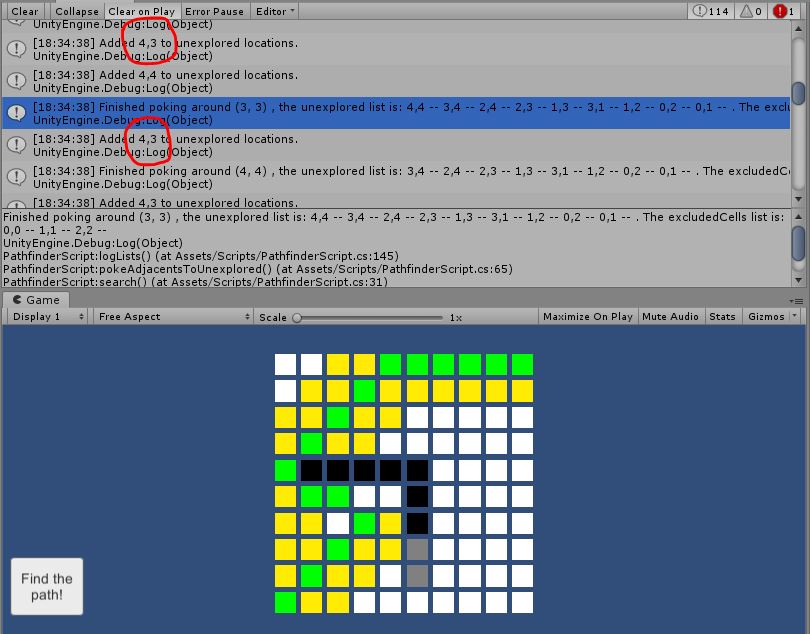 Clear Collapse Clear on Play Error Pause Editor 114 0 1
UnityEngine.Debug:Log(Object)
[18:34:38] Added 4,3 to unexplored locations.
UnityEngine.Debug:Log(Object)
[18:34:38] Added 4,4 to unexplored locations.
UnityEngine.Debug:Log(Object)
[18:34:38] Finished poking around (3, 3) , the unexplored list is: 4,4 -- 3,4 -- 2,4 -- 2,3 -- 1,3 -- 3,1 -- 1,2 -- 0,2 -- 0,1 -- . The exclu
UnityEngine.Debug:Log(Object)
[18:34:38] Added 4,3 to unexplored locations.
UnityEngine.Debug:Log(Object)
[18:34:38] Finished poking around (4, 4) , the unexplored list is: 3,4 -- 2,4 -- 2,3 -- 1,3 -- 3,1 -- 1,2 -- 0,2 -- 0,1 -- . The excludedCe
UnityEngine.Debug:Log(Object)
[18:34:38] Added 4,3 to unexplored locations.
Finished poking around (3, 3) , the unexplored list is: 4,4 -- 3,4 -- 2,4 -- 2,3 -- 1,3 -- 3,1 -- 1,2 -- 0,2 -- 0,1 -- . The excludedCells list is:
0,0 -- 1,1 -- 2,2 --
UnityEngine.Debug:Log(Object)
PathfinderScript:logLists() (at Assets/Scripts/PathfinderScript.cs:145)
PathfinderScript:pokeAdjacentsToUnexplored() (at Assets/Scripts/PathfinderScript.cs:65)
PathfinderScript:search() (at Assets/Scripts/PathfinderScript.cs:31)
Game
Display 1 Free Aspect Scale 1x Maximize On Play Mute Audio Stats Gizmos
Find the
path!